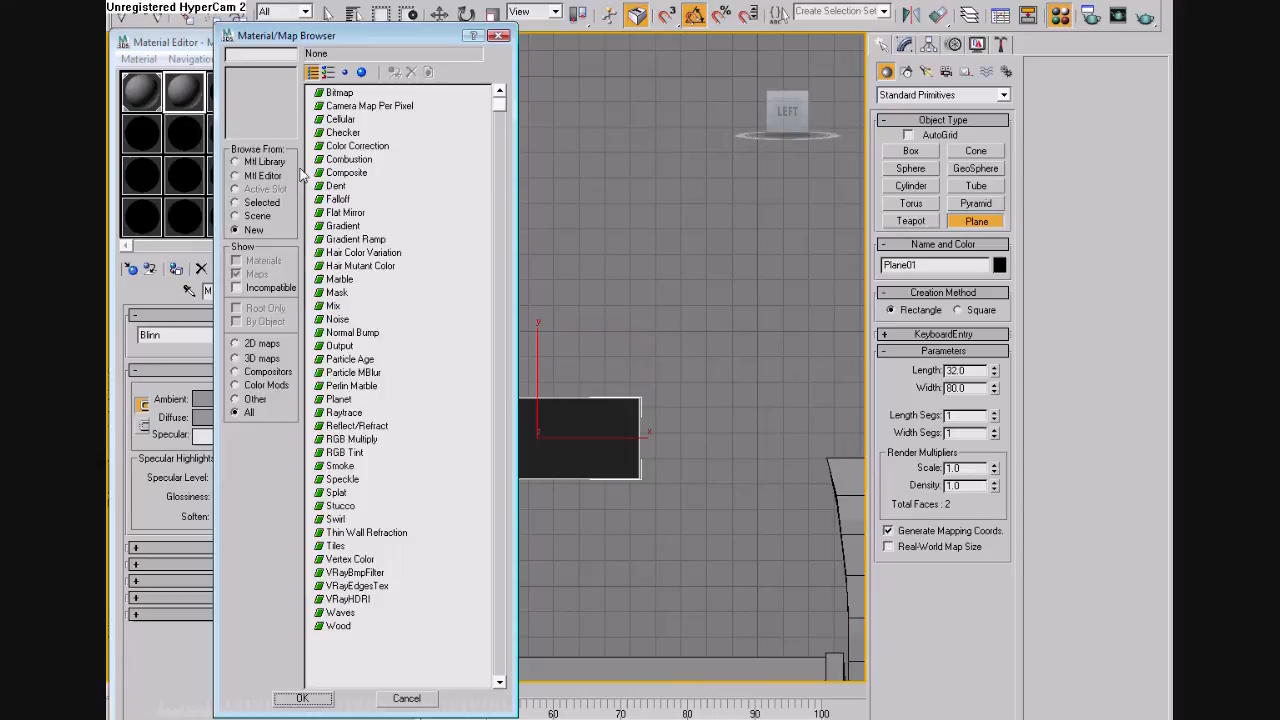 Unregistered HyperCam 2
All
View
Create Selection Set
Material Editor - M
Material
Navigation
Material/Map Browser
None
Browse From:
Mtl Library
Mtl Editor
Active Slot
Selected
Scene
New
Show
Materials
Maps
Incompatible
Root Only
By Object
2D maps
3D maps
Compositors
Color Mods
Other
All
Bitmap
Camera Map Per Pixel
Cellular
Checker
Color Correction
Combustion
Composite
Dent
Falloff
Flat Mirror
Gradient
Gradient Ramp
Hair Color Variation
Hair Mutant Color
Marble
Mask
Mix
Noise
Normal Bump
Output
Particle Age
Particle MBlur
Perlin Marble
Planet
Raytrace
Reflect/Refract
RGB Multiply
RGB Tint
Smoke
Speckle
Splat
Stucco
Swirl
Thin Wall Refraction
Tiles
Vertex Color
VRayBmpFilter
VRayEdgesTex
VRayHDRI
Waves
Wood
OK
Cancel
M
Blinn
Ambient:
Diffuse:
Specular:
Specular Highlights
Specular Level:
Glossiness:
Soften:
LEFT
y
x
z
60
70
80
90
100
Standard Primitives
Object Type
AutoGrid
Box
Cone
Sphere
GeoSphere
Cylinder
Tube
Torus
Pyramid
Teapot
Plane
Name and Color
Plane01
Creation Method
Rectangle
Square
KeyboardEntry
Parameters
Length: 32.0
Width: 80.0
Length Segs: 1
Width Segs: 1
Render Multipliers
Scale: 1.0
Density: 1.0
Total Faces : 2
Generate Mapping Coords.
Real-World Map Size